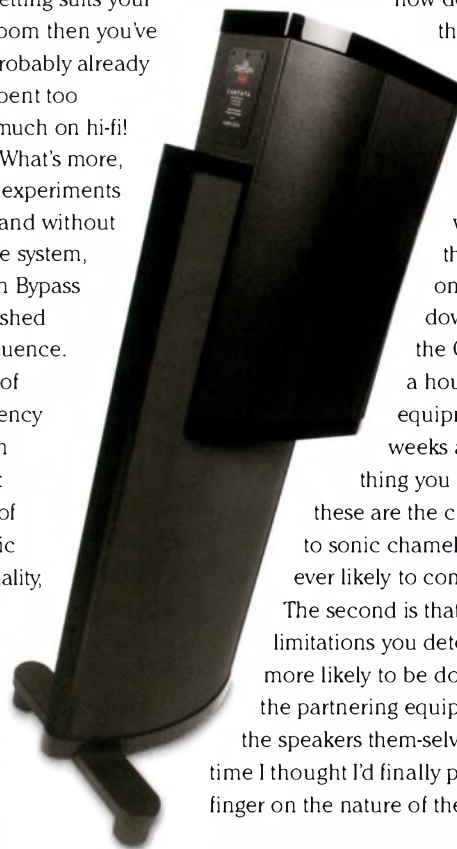 etting suits your
oom then you've
robably already
pent too
much on hi-fi!
What's more,
experiments
and without
e system,
n Bypass
shed
uence.
of
ency
n
of
ic
ality,
now d
th
th
on
dov
the C
a hou
equipr
weeks a
thing you
these are the c
to sonic chamel
ever likely to con
The second is that
limitations you dete
more likely to be do
the partnering equip
the speakers them-selv
time I thought I'd finally p
finger on the nature of the